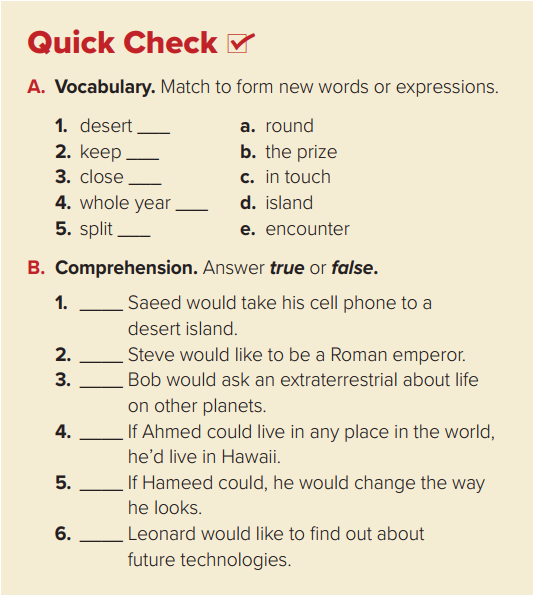 Quick Check
A. Vocabulary. Match to form new words or expressions.
1. desert ____ a. round
2. keep ____ b. the prize
3. close ____ c. in touch
4. whole year ____ d. island
5. split ____ e. encounter
B. Comprehension. Answer true or false.
1. _____ Saeed would take his cell phone to a
desert island.
2. _____ Steve would like to be a Roman emperor.
3. _____ Bob would ask an extraterrestrial about life
on other planets.
4. _____ If Ahmed could live in any place in the world,
he’d live in Hawaii.
5. _____ If Hameed could, he would change the way
he looks.
6. _____ Leonard would like to find out about
future technologies.